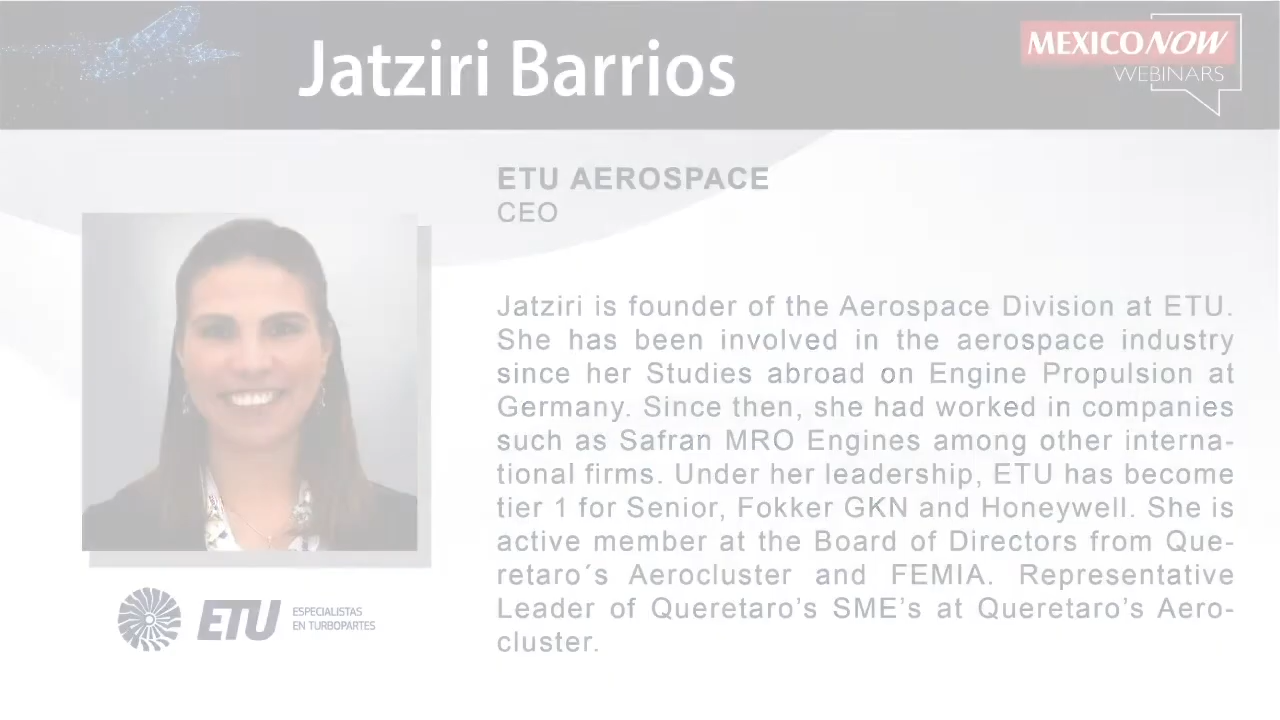 Jatziri Barrios
MEXICONOW
WEBINARS
ETU AEROSPACE
CEO
Jatziri is founder of the Aerospace Division at ETU.
She has been involved in the aerospace industry
since her Studies abroad on Engine Propulsion at
Germany. Since then, she had worked in companies
such as Safran MRO Engines among other interna-
tional firms. Under her leadership, ETU has become
tier 1 for Senior, Fokker GKN and Honeywell. She is
active member at the Board of Directors from Que-
retaro´s Aerocluster and FEMIA. Representative
Leader of Queretaro’s SME’s at Queretaro’s Aero-
cluster.
ETU
ESPECIALISTAS
EN TURBOPARTES